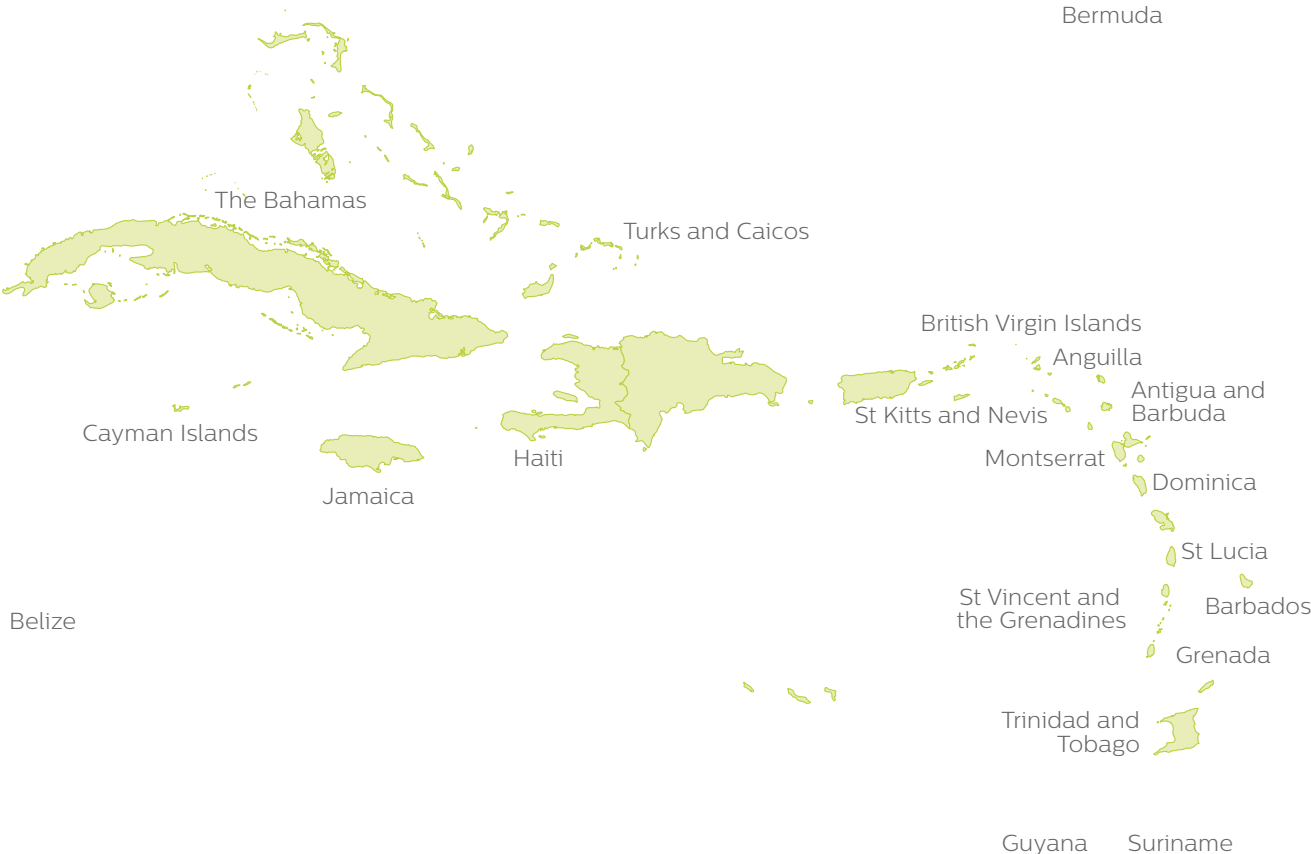 Bermuda
The Bahamas
Turks and Caicos
British Virgin Islands
Anguilla
Antigua and
Barbuda
St Kitts and Nevis
Cayman Islands
Haiti
Montserrat
Dominica
Jamaica
St Lucia
St Vincent and
the Grenadines
Barbados
Belize
Grenada
Trinidad and
Tobago
Guyana
Suriname